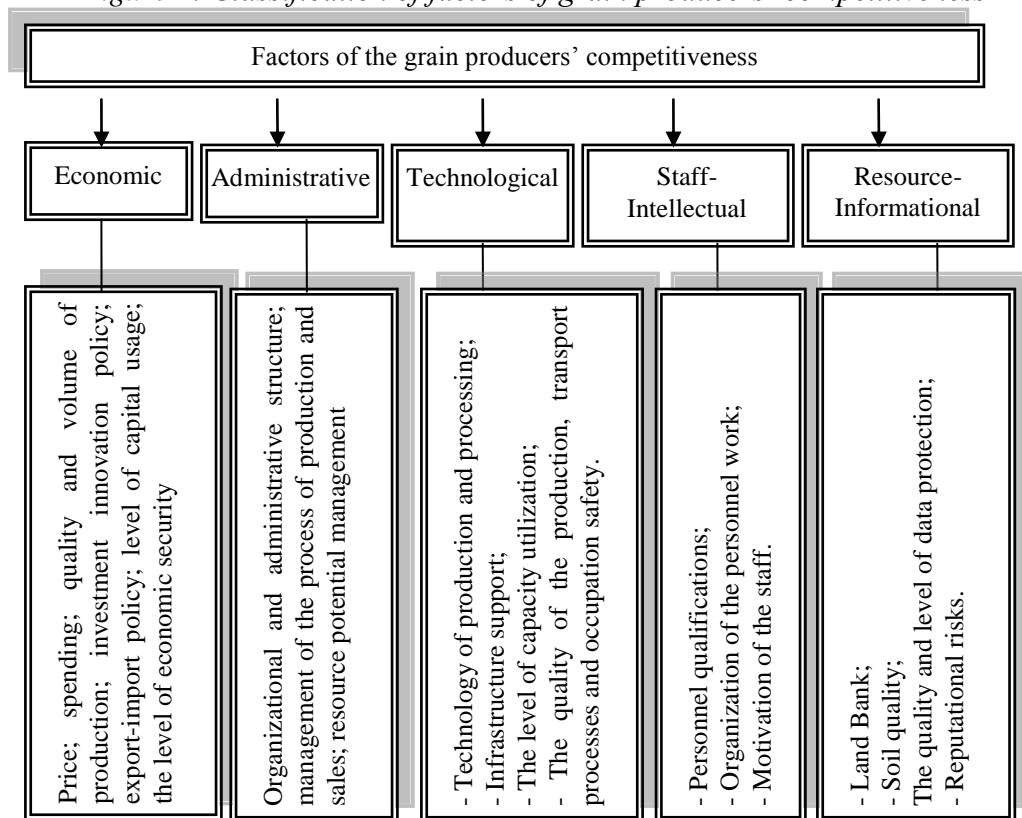 Factors of the grain producers’ competitiveness
Economic
Administrative
Technological
Staff-
Intellectual
Resource-
Informational
Price; spending; quality and volume of
production; investment innovation policy;
export-import policy; level of capital usage;
the level of economic security
Organizational and administrative structure;
management of the process of production and
sales; resource potential management
- Technology of production and processing;
- Infrastructure support;
- The level of capacity utilization;
- The quality of the production, transport
processes and occupation safety.
- Personnel qualifications;
- Organization of the personnel work;
- Motivation of the staff.
- Land Bank;
- Soil quality;
The quality and level of data protection;
- Reputational risks.